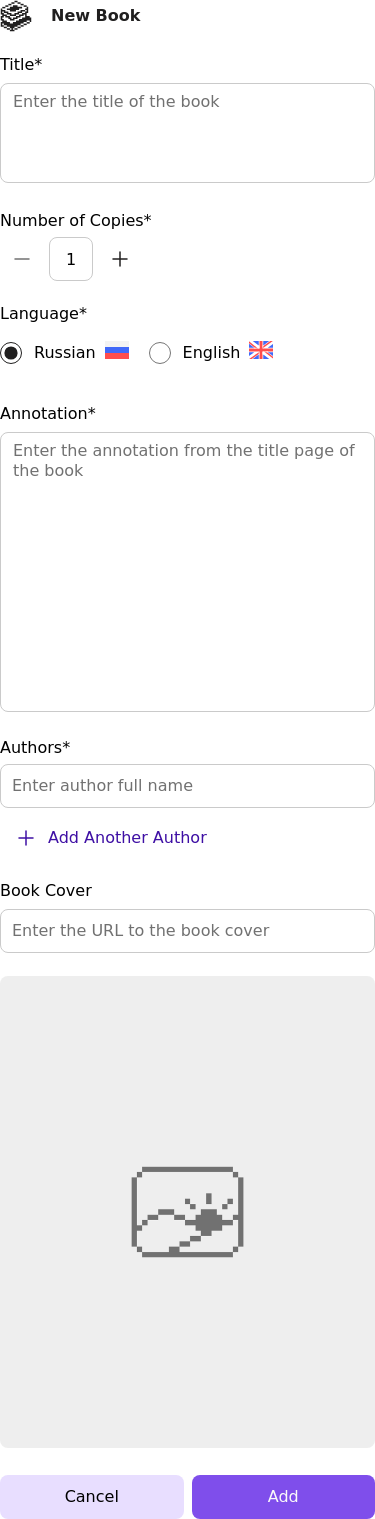 New Book
Title*
Enter the title of the book
Number of Copies*
1
Language*
Russian
English
Annotation*
Enter the annotation from the title page of
the book
Authors*
Enter author full name
Add Another Author
Book Cover
Enter the URL to the book cover
Cancel
Add